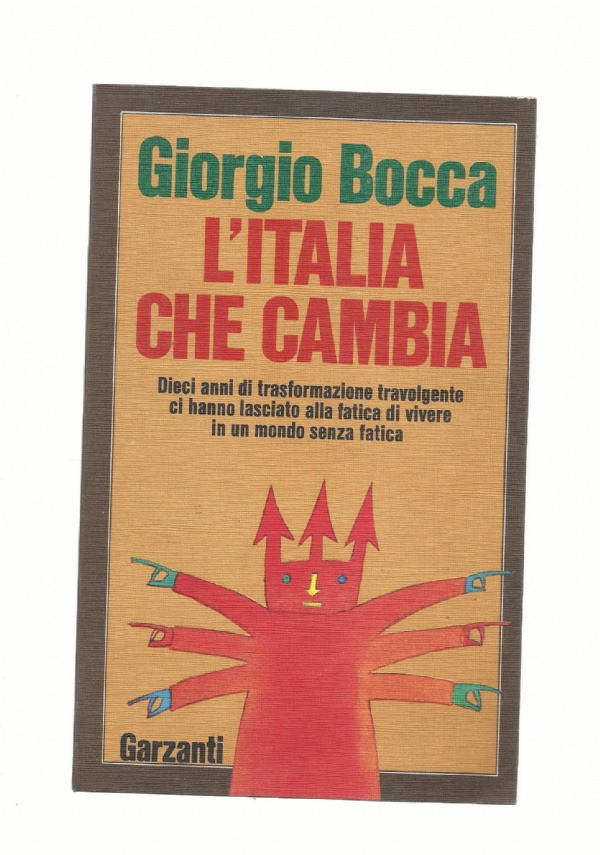 Giorgio Bocca
L'ITALIA
CHE CAMBIA
Dieci anni di trasformazione travolgente
ci hanno lasciato alla fatica di vivere
in un mondo senza fatica
Garzanti